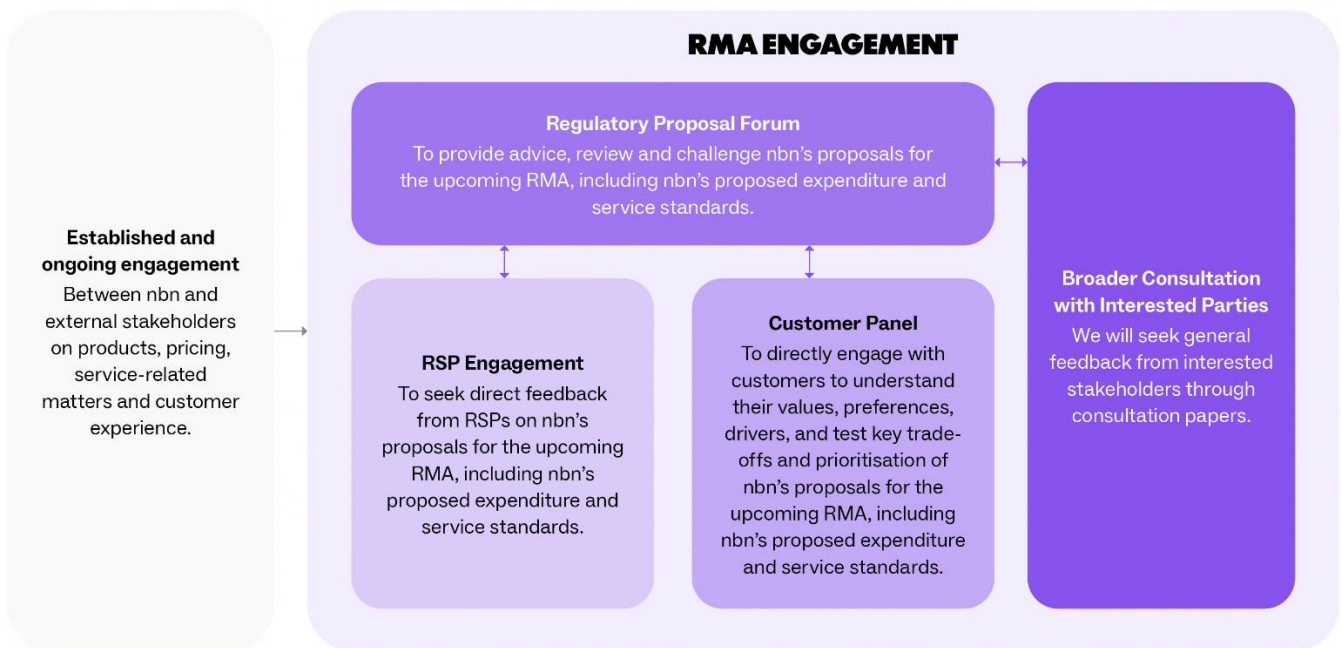 RMA ENGAGEMENT
Established and
ongoing engagement
Between nbn and
external stakeholders
on products, pricing,
service-related
matters and customer
experience.
Regulatory Proposal Forum
To provide advice, review and challenge nbn’s proposals for
the upcoming RMA, including nbn’s proposed expenditure and
service standards.
RSP Engagement
To seek direct feedback
from RSPs on nbn’s
proposals for the upcoming
RMA, including nbn’s
proposed expenditure and
service standards.
Customer Panel
To directly engage with
customers to understand
their values, preferences,
drivers, and test key trade-
offs and prioritisation of
nbn’s proposals for the
upcoming RMA, including
nbn’s proposed expenditure
and service standards.
Broader Consultation
with Interested Parties
We will seek general
feedback from interested
stakeholders through
consultation papers.